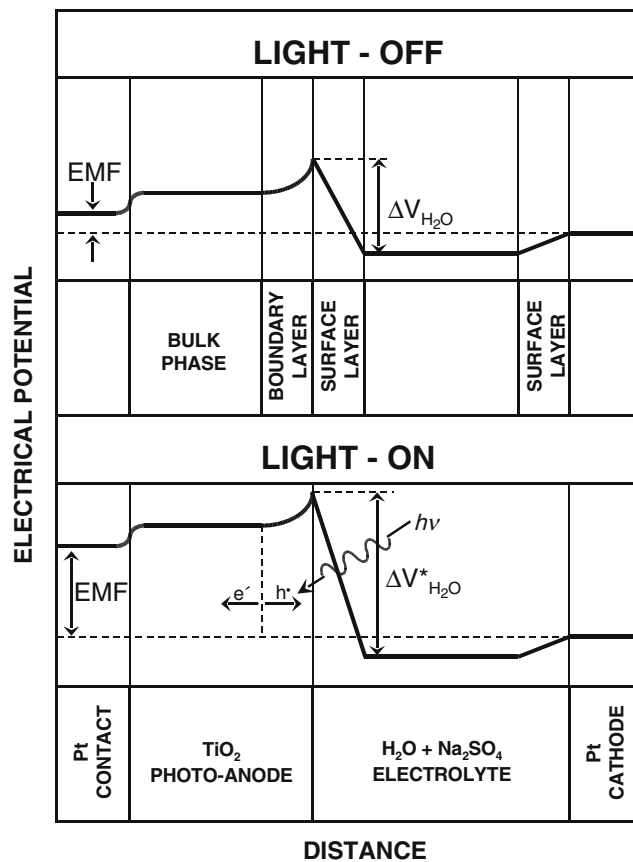 LIGHT - OFF
EMF
ΔV_H₂O
ELECTRICAL POTENTIAL
BULK
PHASE
BOUNDARY
LAYER
SURFACE
LAYER
SURFACE
LAYER
LIGHT - ON
hν
EMF
e´
h•
ΔV*_H₂O
Pt
CONTACT
TiO₂
PHOTO-ANODE
H₂O + Na₂SO₄
ELECTROLYTE
Pt
CATHODE
DISTANCE